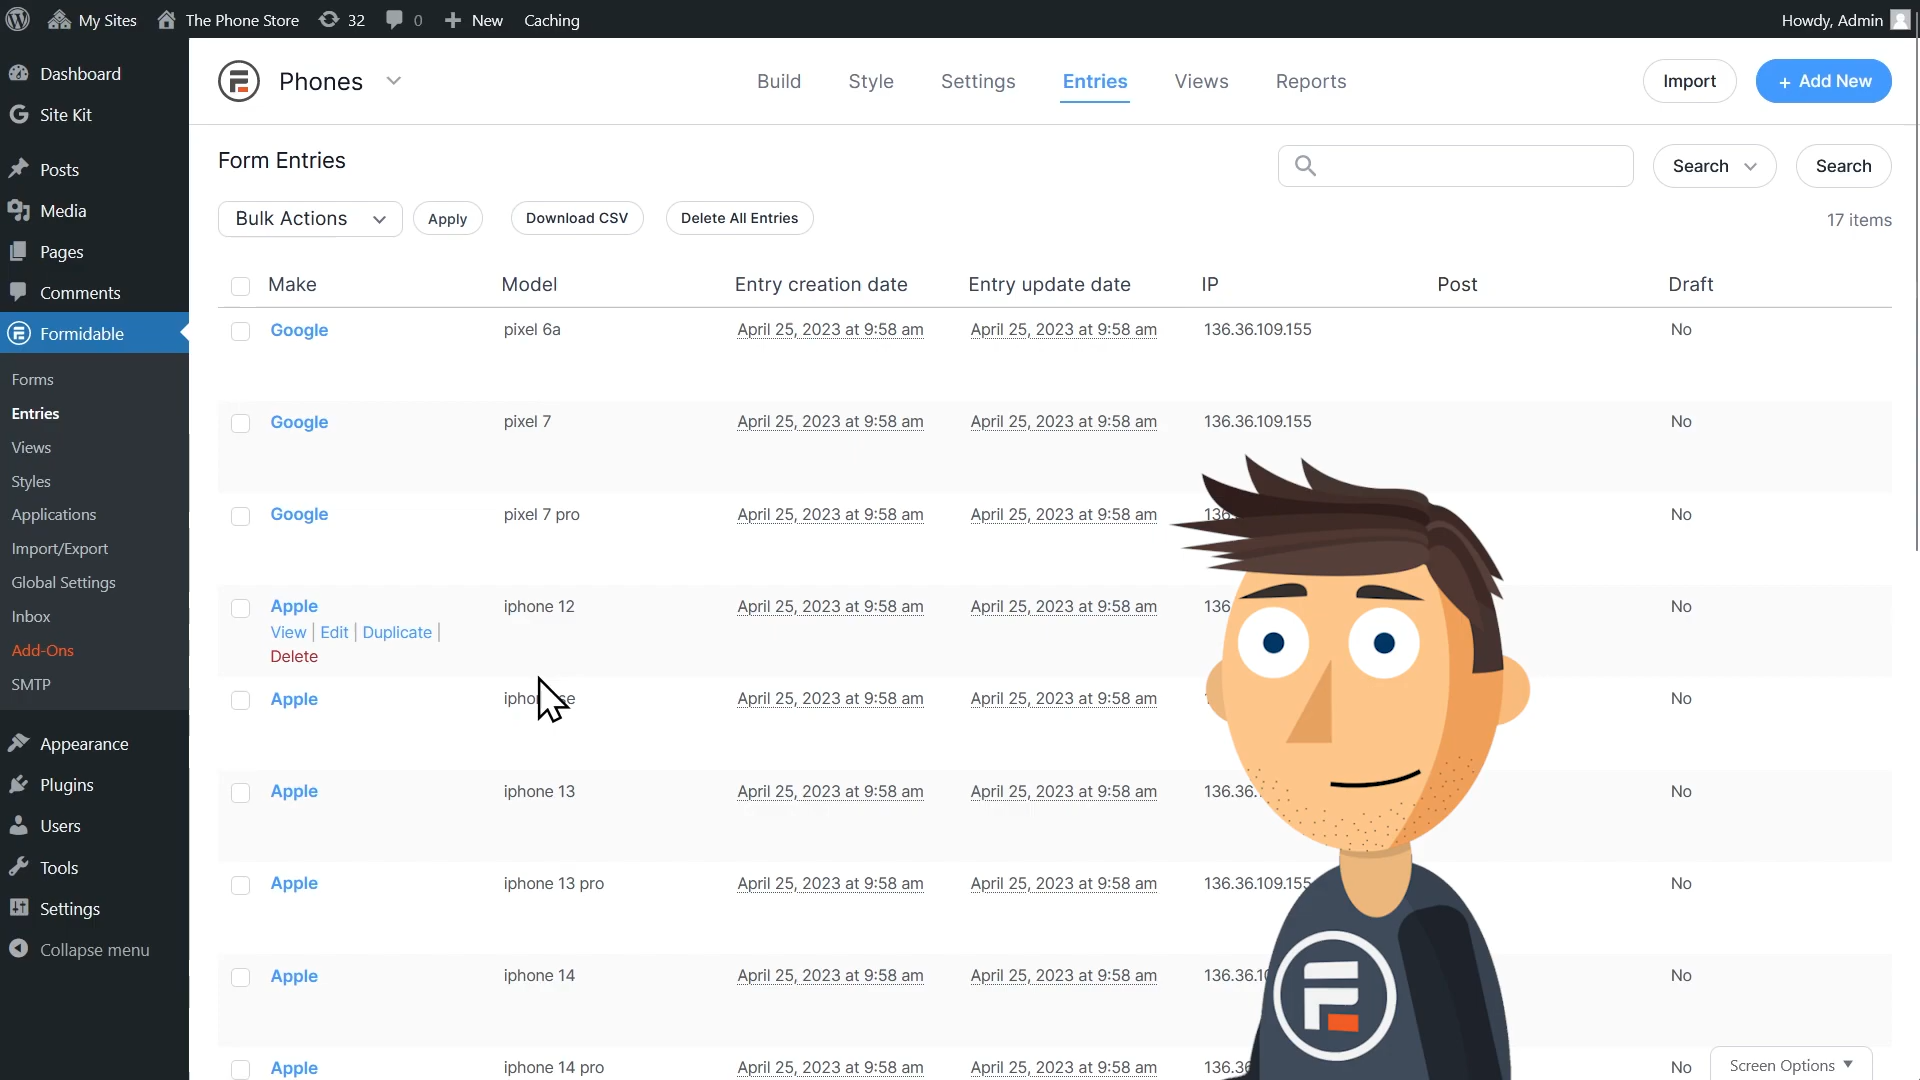 My Sites The Phone Store 32 0 New Caching Howdy, Admin
Dashboard
Site Kit
Posts
Media
Pages
Comments
Formidable
Forms
Entries
Views
Styles
Applications
Import/Export
Global Settings
Inbox
Add-Ons
SMTP
Appearance
Plugins
Users
Tools
Settings
Collapse menu
Phones Build Style Settings Entries Views Reports Import + Add New
Form Entries Search Search
Bulk Actions Apply Download CSV Delete All Entries 17 items
Make Model Entry creation date Entry update date IP Post Draft
Google pixel 6a April 25, 2023 at 9:58 am April 25, 2023 at 9:58 am 136.36.109.155 No
Google pixel 7 April 25, 2023 at 9:58 am April 25, 2023 at 9:58 am 136.36.109.155 No
Google pixel 7 pro April 25, 2023 at 9:58 am April 25, 2023 at 9:58 am 136 No
Apple iphone 12 April 25, 2023 at 9:58 am April 25, 2023 at 9:58 am 136 No
View | Edit | Duplicate |
Delete
Apple April 25, 2023 at 9:58 am April 25, 2023 at 9:58 am No
Apple iphone 13 April 25, 2023 at 9:58 am April 25, 2023 at 9:58 am 136.36. No
Apple iphone 13 pro April 25, 2023 at 9:58 am April 25, 2023 at 9:58 am 136.36.109.155 No
Apple iphone 14 April 25, 2023 at 9:58 am April 25, 2023 at 9:58 am 136.36.10 No
Apple iphone 14 pro April 25, 2023 at 9:58 am April 25, 2023 at 9:58 am 136.36 No
Screen Options